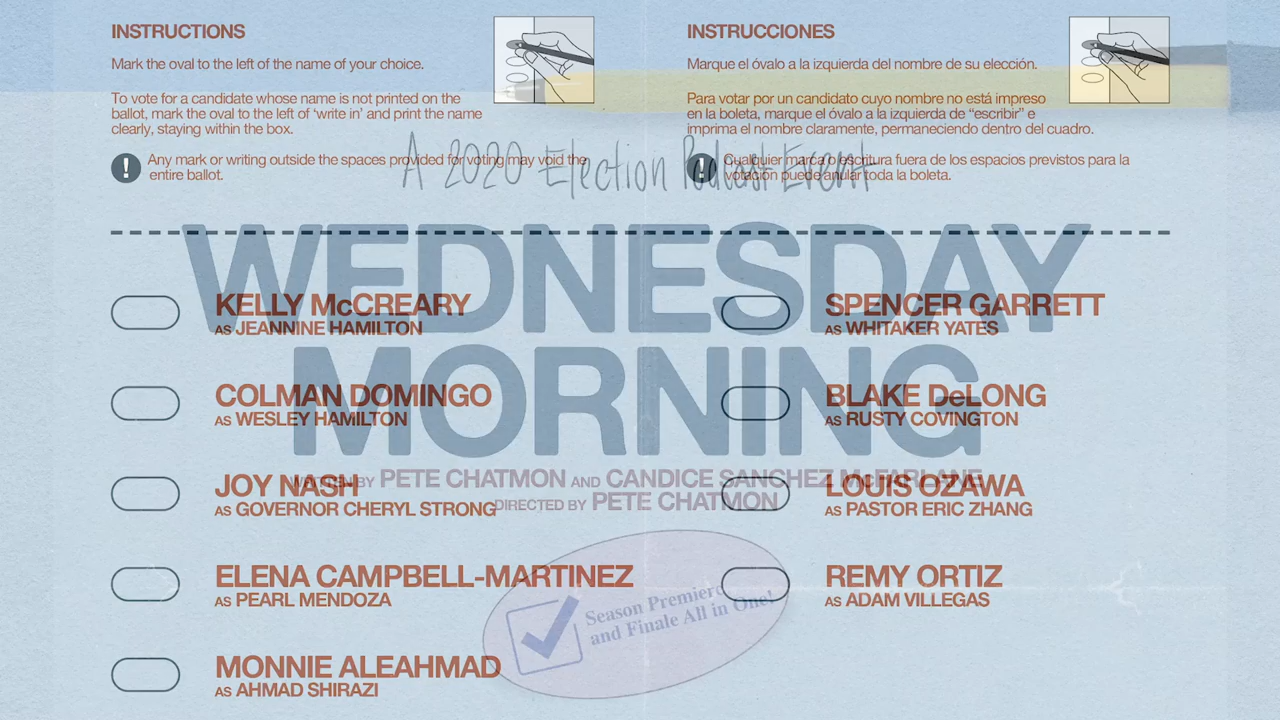 INSTRUCTIONS
Mark the oval to the left of the name of your choice.
To vote for a candidate whose name is not printed on the
ballot, mark the oval to the left of ‘write in’ and print the name
clearly, staying within the box.
! Any mark or writing outside the spaces provided for voting may void the
entire ballot.
INSTRUCCIONES
Marque el óvalo a la izquierda del nombre de su elección.
Para votar por un candidato cuyo nombre no está impreso
en la boleta, marque el óvalo a la izquierda de “escribir” e
imprima el nombre claramente, permaneciendo dentro del cuadro.
! Cualquier marca o escritura fuera de los espacios previstos para la
votación puede anular toda la boleta.
A 2020 Election Podcast Event
WEDNESDAY
MORNING
WRITTEN BY PETE CHATMON AND CANDICE SANCHEZ McFARLANE
DIRECTED BY PETE CHATMON
Season Premiere
and Finale All in One!
KELLY McCREARY
AS JEANNINE HAMILTON
COLMAN DOMINGO
AS WESLEY HAMILTON
JOY NASH
AS GOVERNOR CHERYL STRONG
ELENA CAMPBELL-MARTINEZ
AS PEARL MENDOZA
MONNIE ALEAHMAD
AS AHMAD SHIRAZI
SPENCER GARRETT
AS WHITAKER YATES
BLAKE DeLONG
AS RUSTY COVINGTON
LOUIS OZAWA
AS PASTOR ERIC ZHANG
REMY ORTIZ
AS ADAM VILLEGAS